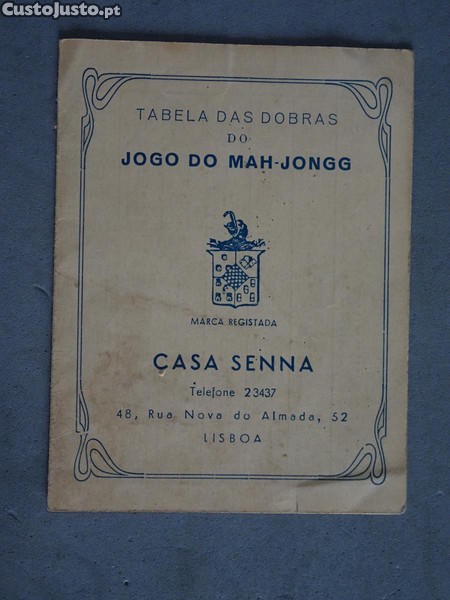 CustoJusto.pt
TABELA DAS DOBRAS
DO
JOGO DO MAH-JONGG
MARCA REGISTADA
CASA SENNA
Telefone 23437
48, Rua Nova do Almada, 52
LISBOA